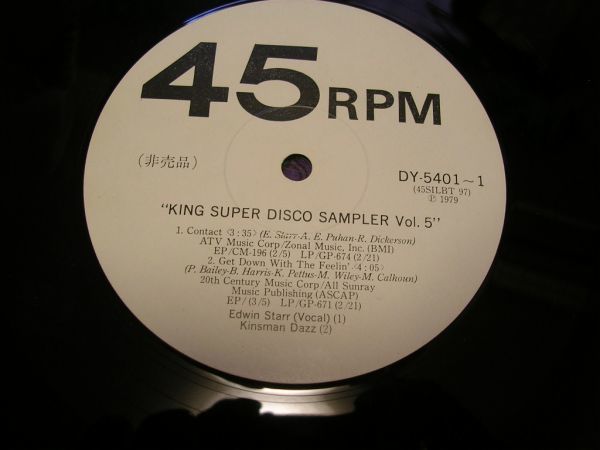 45 RPM
(非売品)
DY-5401~1
(45SILBT 97)
Ⓟ 1979
"KING SUPER DISCO SAMPLER Vol. 5"
1. Contact 〈3:35〉 (E. Starr-A. E. Puhan-R. Dickerson)
ATV Music Corp/Zonal Music, Inc. (BMI)
EP/CM-196 (2/5) LP/GP-674 (2/21)
2. Get Down With The Feelin' 〈4:05〉
(P. Bailey-B. Harris-K. Pettus-M. Wiley-M. Calhoun)
20th Century Music Corp/All Sunray
Music Publishing (ASCAP)
EP/ (3/5) LP/GP-671 (2/21)
Edwin Starr (Vocal) (1)
Kinsman Dazz (2)